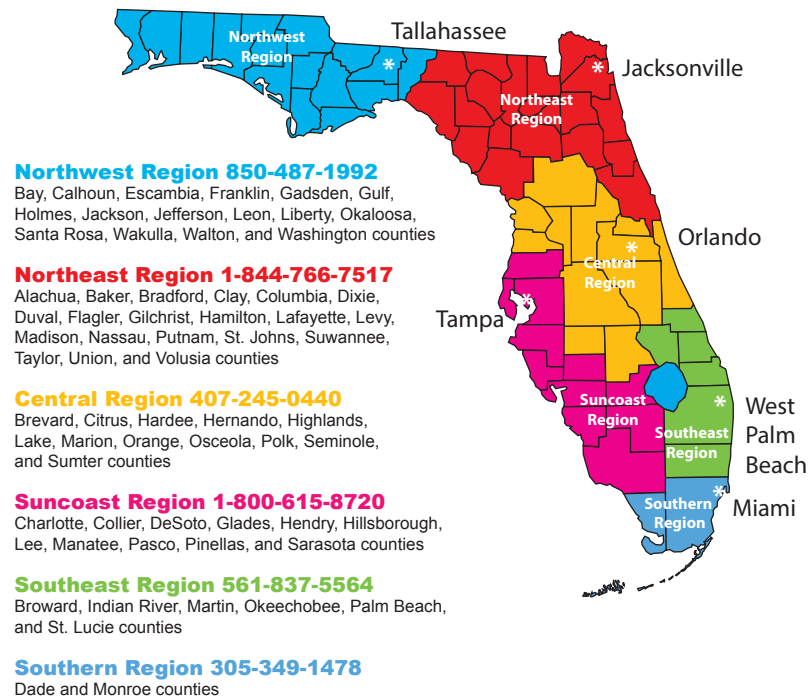 Tallahassee
Northwest
Region
Jacksonville
Northeast
Region
Northwest Region 850-487-1992
Bay, Calhoun, Escambia, Franklin, Gadsden, Gulf,
Holmes, Jackson, Jefferson, Leon, Liberty, Okaloosa,
Santa Rosa, Wakulla, Walton, and Washington counties
Orlando
Central
Region
Northeast Region 1-844-766-7517
Alachua, Baker, Bradford, Clay, Columbia, Dixie,
Duval, Flagler, Gilchrist, Hamilton, Lafayette, Levy,
Madison, Nassau, Putnam, St. Johns, Suwannee,
Taylor, Union, and Volusia counties
Tampa
Central Region 407-245-0440
Brevard, Citrus, Hardee, Hernando, Highlands,
Lake, Marion, Orange, Osceola, Polk, Seminole,
and Sumter counties
Suncoast
Region
Southeast
Region
West
Palm
Beach
Suncoast Region 1-800-615-8720
Charlotte, Collier, DeSoto, Glades, Hendry, Hillsborough,
Lee, Manatee, Pasco, Pinellas, and Sarasota counties
Southern
Region
Miami
Southeast Region 561-837-5564
Broward, Indian River, Martin, Okeechobee, Palm Beach,
and St. Lucie counties
Southern Region 305-349-1478
Dade and Monroe counties